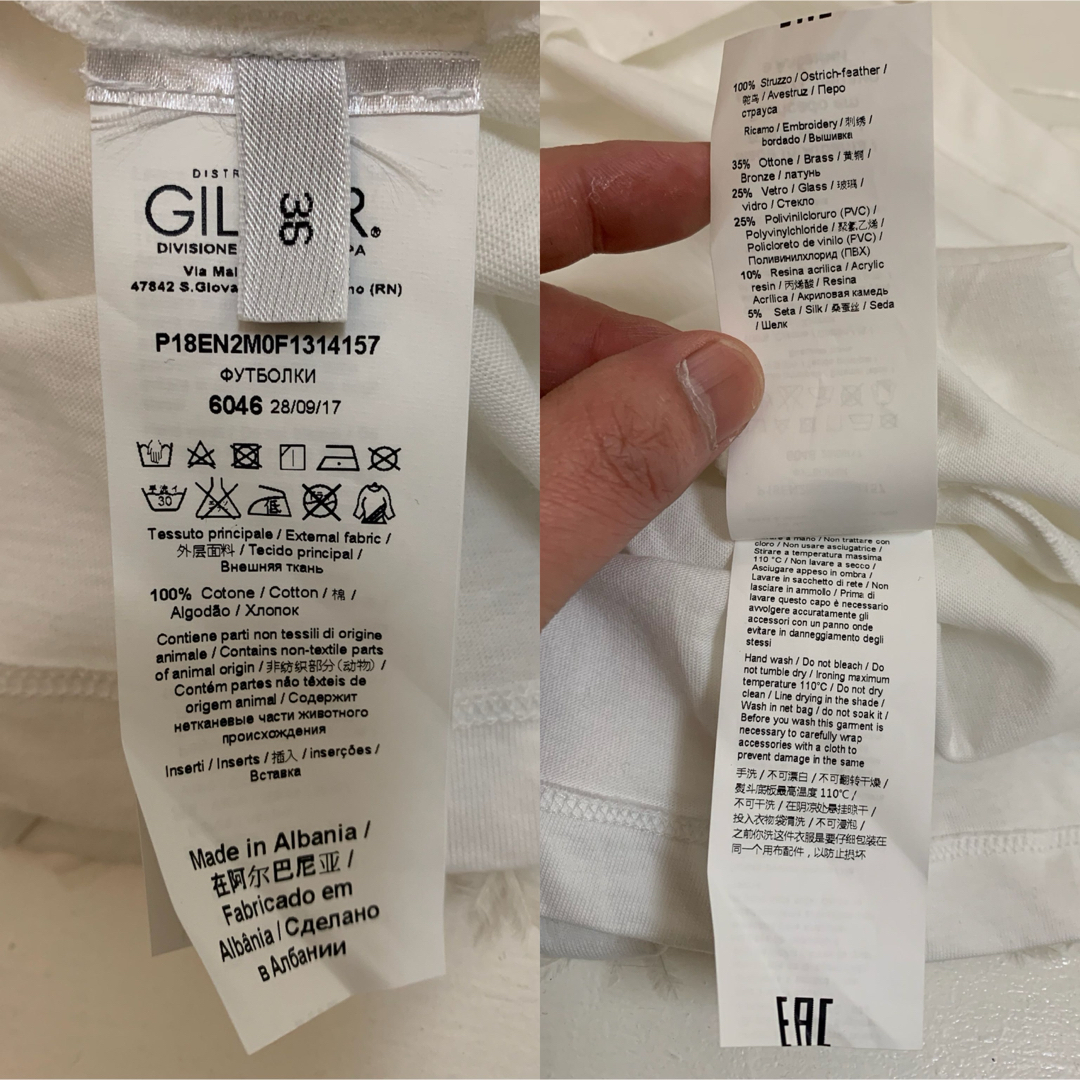 36
DISTR
GIL R®
DIVISIONE PA
Via Mal
47842 S.Giova no (RN)
P18EN2M0F1314157
ФУТБОЛКИ
6046 28/09/17
30
低
Tessuto principale / External fabric /
外层面料 / Tecido principal /
Внешняя ткань
100% Cotone / Cotton / 棉 /
Algodão / Хлопок
Contiene parti non tessili di origine
animale / Contains non-textile parts
of animal origin / 非纺织部分(动物) /
Contém partes não têxteis de
origem animal / Содержит
нетканевые части животного
происхождения
Inserti / Inserts / 插入 / inserções /
Вставка
Made in Albania /
在阿尔巴尼亚 /
Fabricado em
Albânia / Сделано
в Албании
EAC
100% Struzzo / Ostrich-feather /
鸵鸟 / Avestruz / Перо
страуса
Ricamo / Embroidery / 刺绣 /
bordado / Вышивка
35% Ottone / Brass / 黄铜 /
Bronze / латунь
25% Vetro / Glass / 玻璃 /
vidro / Стекло
25% Polivinilcloruro (PVC) /
Polyvinylchloride / 聚氯乙烯 /
Policloreto de vinilo (PVC) /
Поливинилхлорид (ПВХ)
10% Resina acrilica / Acrylic
resin / 丙烯酸 / Resina
Acrílica / Акриловая камедь
5% Seta / Silk / 桑蚕丝 / Seda
/ Шелк
a mano / Non trattare con
cloro / Non usare asciugatrice /
Stirare a temperatura massima
110 °C / Non lavare a secco /
Asciugare appeso in ombra /
Lavare in sacchetto di rete / Non
lasciare in ammollo / Prima di
lavare questo capo è necessario
avvolgere accuratamente gli
accessori con un panno onde
evitare in danneggiamento degli
stessi
Hand wash / Do not bleach / Do
not tumble dry / Ironing maximum
temperature 110°C / Do not dry
clean / Line drying in the shade /
Wash in net bag / do not soak it /
Before you wash this garment is
necessary to carefully wrap
accessories with a cloth to
prevent damage in the same
手洗 / 不可漂白 / 不可翻转干燥 /
熨斗底板最高温度 110℃ /
不可干洗 / 在阴凉处悬挂晾干 /
投入衣物袋清洗 / 不可浸泡 /
之前你洗这件衣服是要仔细包装在
同一个用布配件，以防止损坏
EAC